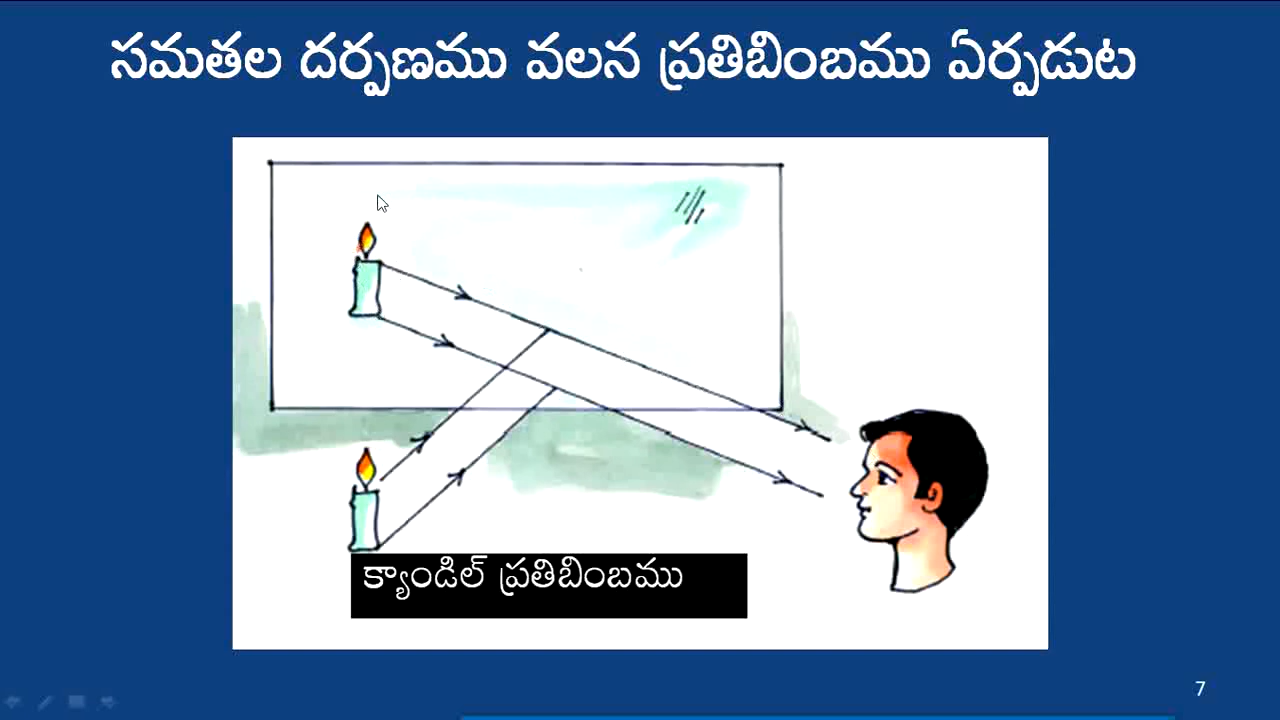 సమతల దర్పణము వలన ప్రతిబింబము ఏర్పడుట
క్యాండిల్ ప్రతిబింబము
7